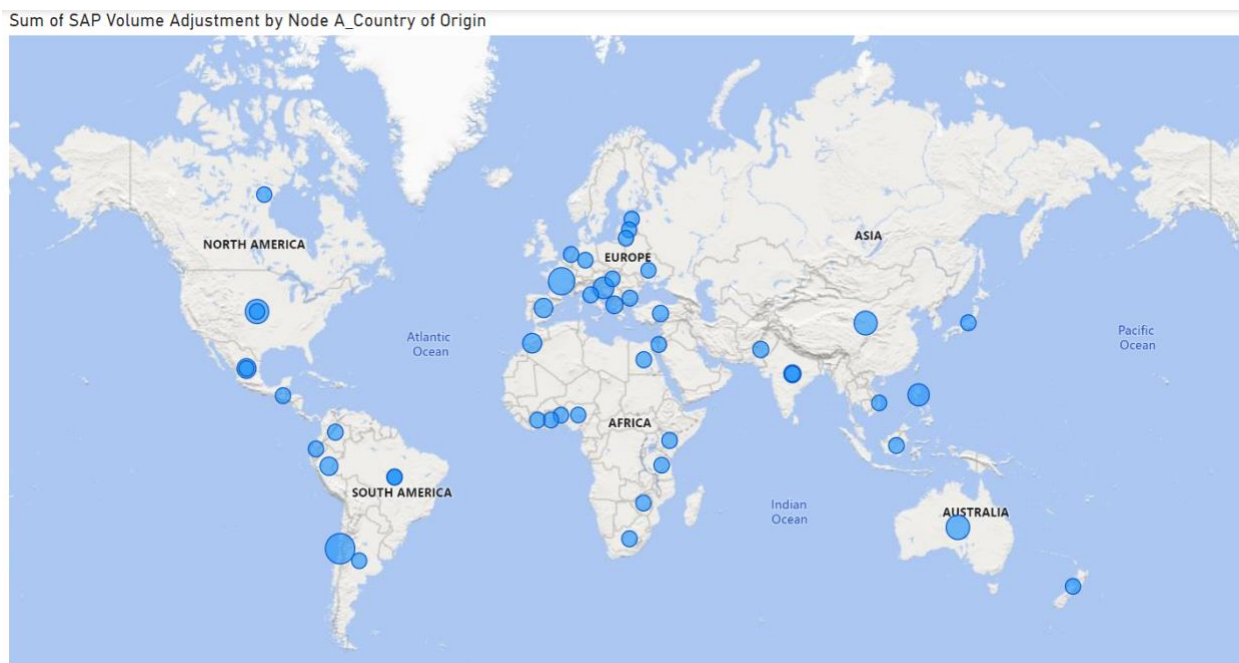 Sum of SAP Volume Adjustment by Node A_Country of Origin
NORTH AMERICA
EUROPE
ASIA
Atlantic
Ocean
Pacific
Ocean
AFRICA
SOUTH AMERICA
Indian
Ocean
AUSTRALIA